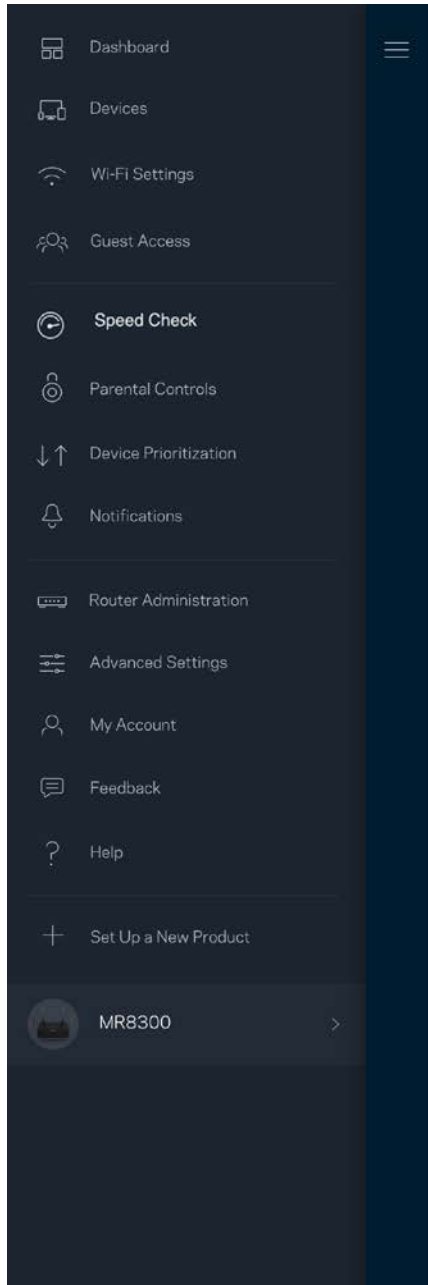 Dashboard
Devices
Wi-Fi Settings
Guest Access
Speed Check
Parental Controls
Device Prioritization
Notifications
Router Administration
Advanced Settings
My Account
Feedback
Help
Set Up a New Product
MR8300